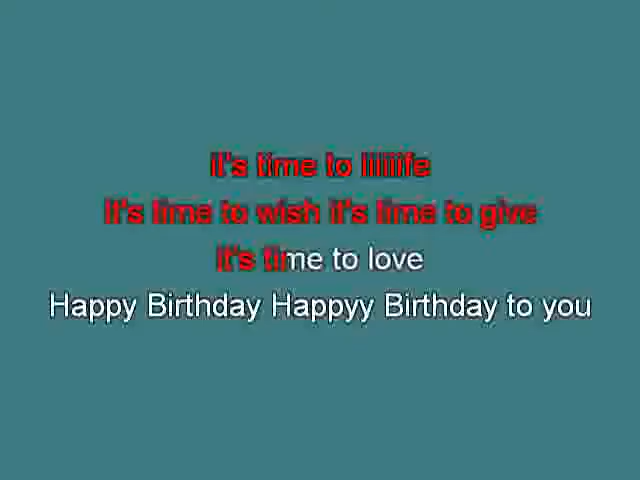 it's time to liiiiife
It's time to wish it's time to give
it's time to love
Happy Birthday Happyy Birthday to you